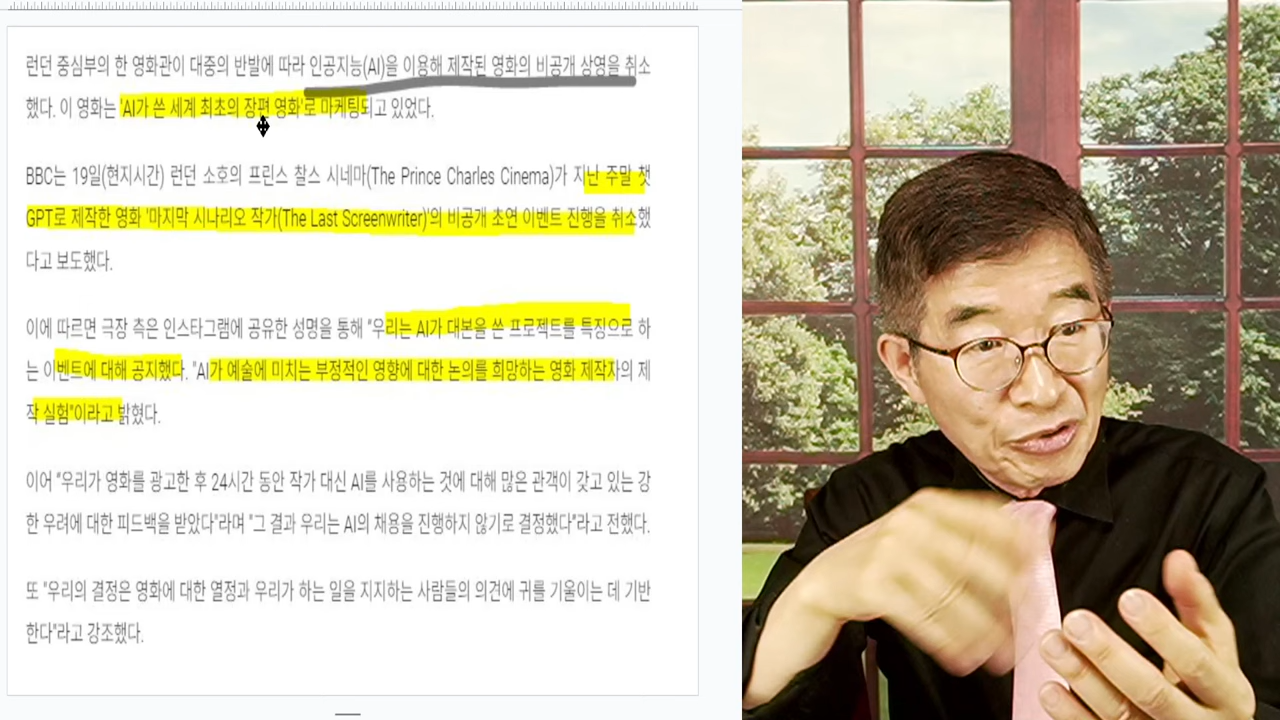 런던 중심부의 한 영화관이 대중의 반발에 따라 인공지능(AI)을 이용해 제작된 영화의 비공개 상영을 취소
했다. 이 영화는 'AI가 쓴 세계 최초의 장편 영화'로 마케팅되고 있었다.
BBC는 19일(현지시간) 런던 소호의 프린스 찰스 시네마(The Prince Charles Cinema)가 지난 주말 챗
GPT로 제작한 영화 '마지막 시나리오 작가(The Last Screenwriter)'의 비공개 초연 이벤트 진행을 취소했
다고 보도했다.
이에 따르면 극장 측은 인스타그램에 공유한 성명을 통해 "우리는 AI가 대본을 쓴 프로젝트를 특징으로 하
는 이벤트에 대해 공지했다. "AI가 예술에 미치는 부정적인 영향에 대한 논의를 희망하는 영화 제작자의 제
작 실험"이라고 밝혔다.
이어 "우리가 영화를 광고한 후 24시간 동안 작가 대신 AI를 사용하는 것에 대해 많은 관객이 갖고 있는 강
한 우려에 대한 피드백을 받았다"라며 "그 결과 우리는 AI의 채용을 진행하지 않기로 결정했다"라고 전했다.
또 "우리의 결정은 영화에 대한 열정과 우리가 하는 일을 지지하는 사람들의 의견에 귀를 기울이는 데 기반
한다"라고 강조했다.